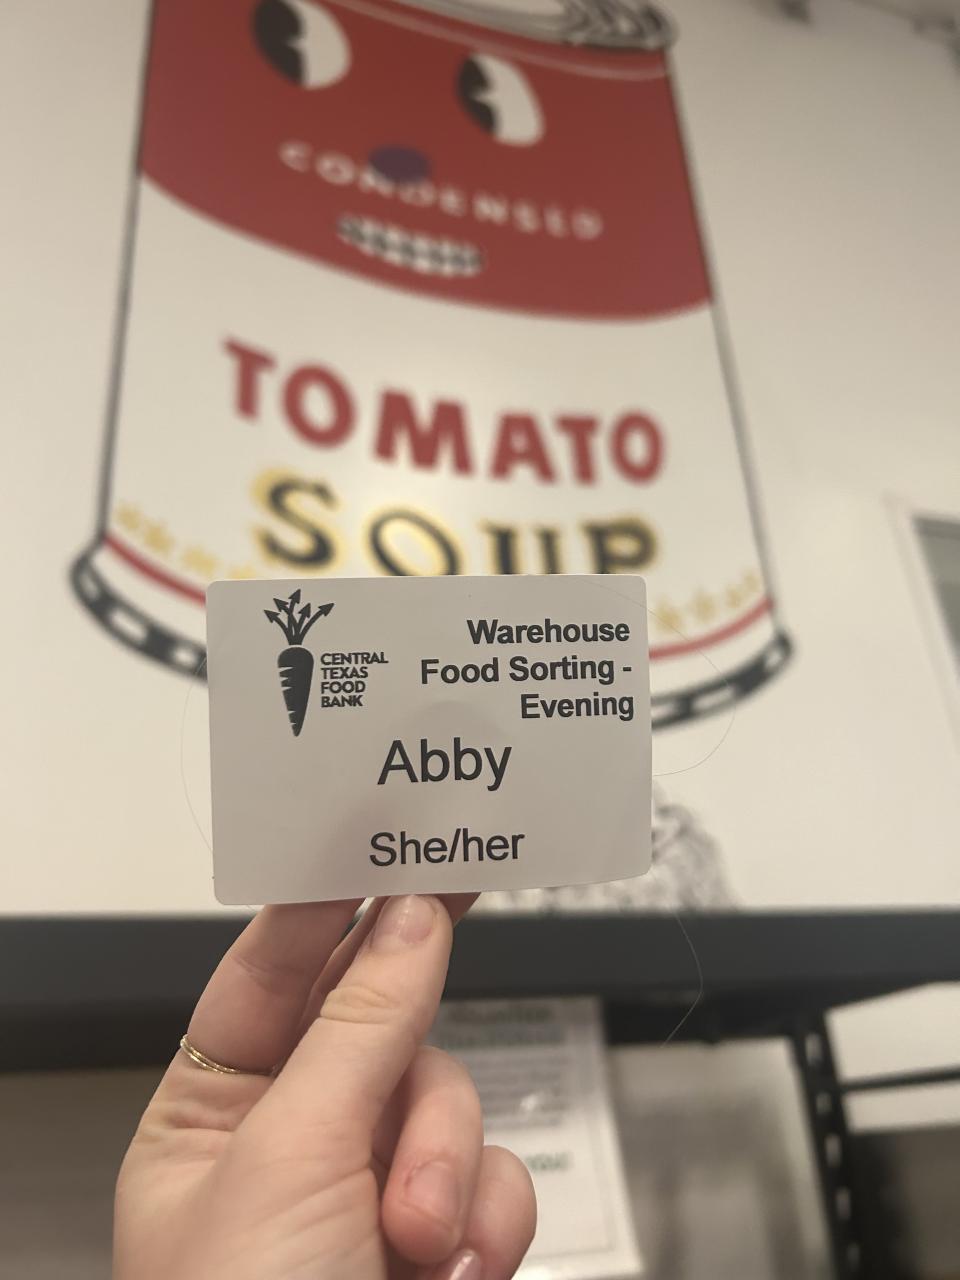 CONDENSED
TOMATO
SOUP
CENTRAL
TEXAS
FOOD
BANK
Warehouse
Food Sorting -
Evening
Abby
She/her